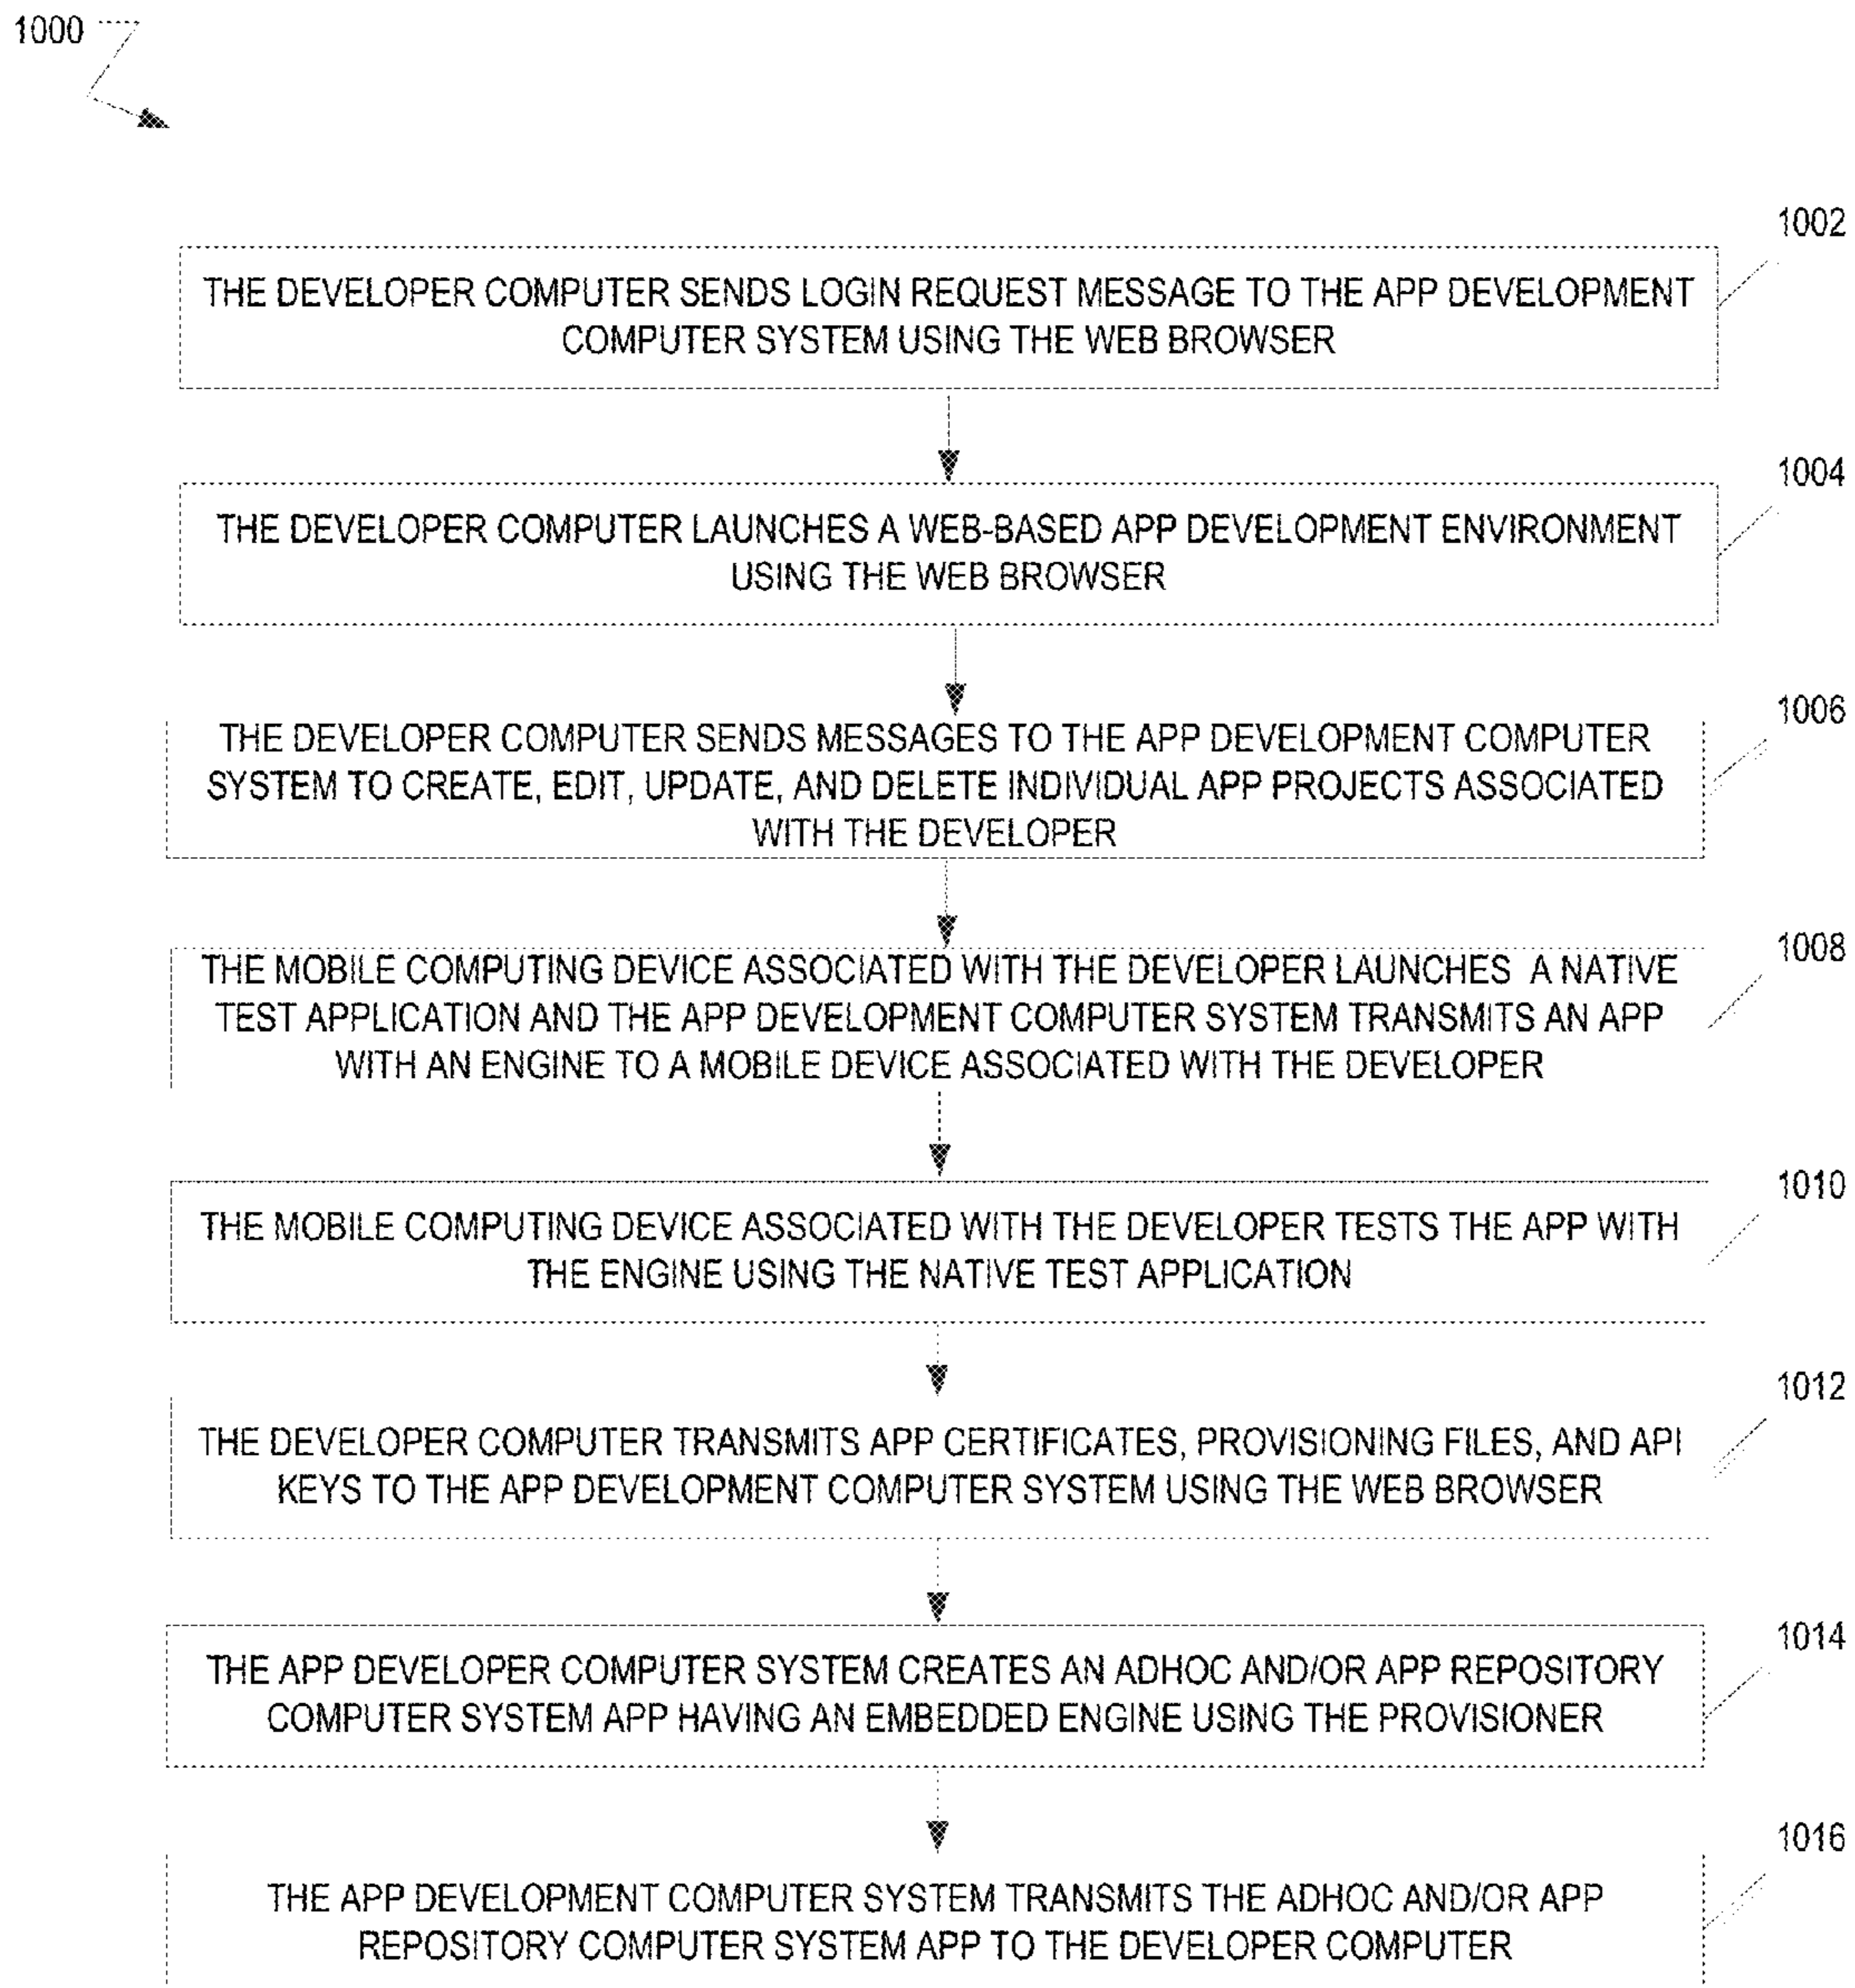 1000
1002
THE DEVELOPER COMPUTER SENDS LOGIN REQUEST MESSAGE TO THE APP DEVELOPMENT
COMPUTER SYSTEM USING THE WEB BROWSER
1004
THE DEVELOPER COMPUTER LAUNCHES A WEB-BASED APP DEVELOPMENT ENVIRONMENT
USING THE WEB BROWSER
1006
THE DEVELOPER COMPUTER SENDS MESSAGES TO THE APP DEVELOPMENT COMPUTER
SYSTEM TO CREATE, EDIT, UPDATE, AND DELETE INDIVIDUAL APP PROJECTS ASSOCIATED
WITH THE DEVELOPER
1008
THE MOBILE COMPUTING DEVICE ASSOCIATED WITH THE DEVELOPER LAUNCHES A NATIVE
TEST APPLICATION AND THE APP DEVELOPMENT COMPUTER SYSTEM TRANSMITS AN APP
WITH AN ENGINE TO A MOBILE DEVICE ASSOCIATED WITH THE DEVELOPER
1010
THE MOBILE COMPUTING DEVICE ASSOCIATED WITH THE DEVELOPER TESTS THE APP WITH
THE ENGINE USING THE NATIVE TEST APPLICATION
1012
THE DEVELOPER COMPUTER TRANSMITS APP CERTIFICATES, PROVISIONING FILES, AND API
KEYS TO THE APP DEVELOPMENT COMPUTER SYSTEM USING THE WEB BROWSER
1014
THE APP DEVELOPER COMPUTER SYSTEM CREATES AN ADHOC AND/OR APP REPOSITORY
COMPUTER SYSTEM APP HAVING AN EMBEDDED ENGINE USING THE PROVISIONER
1016
THE APP DEVELOPMENT COMPUTER SYSTEM TRANSMITS THE ADHOC AND/OR APP
REPOSITORY COMPUTER SYSTEM APP TO THE DEVELOPER COMPUTER